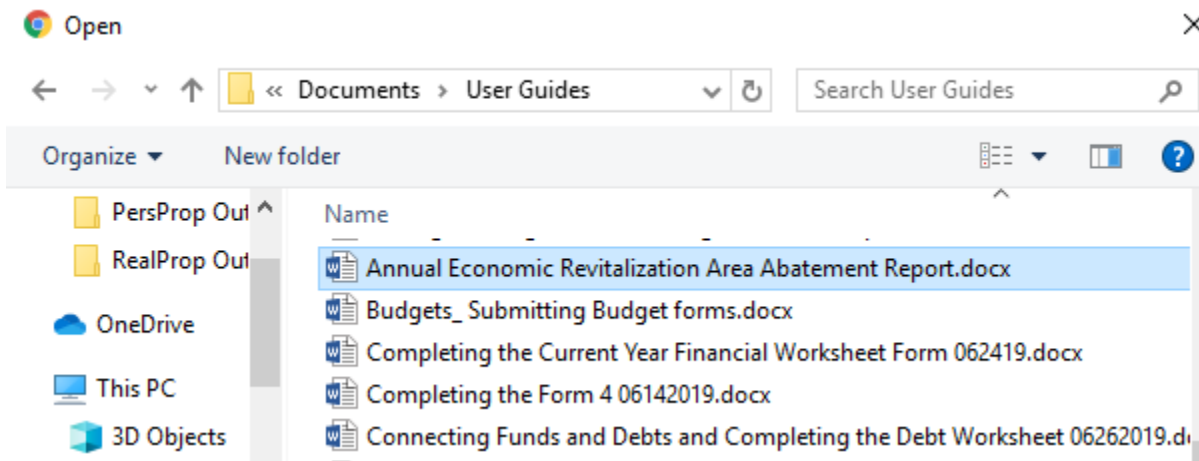 Open
« Documents > User Guides
Search User Guides
Organize
New folder
PersProp Out
RealProp Out
OneDrive
This PC
3D Objects
Name
Annual Economic Revitalization Area Abatement Report.docx
Budgets_ Submitting Budget forms.docx
Completing the Current Year Financial Worksheet Form 062419.docx
Completing the Form 4 06142019.docx
Connecting Funds and Debts and Completing the Debt Worksheet 06262019.d